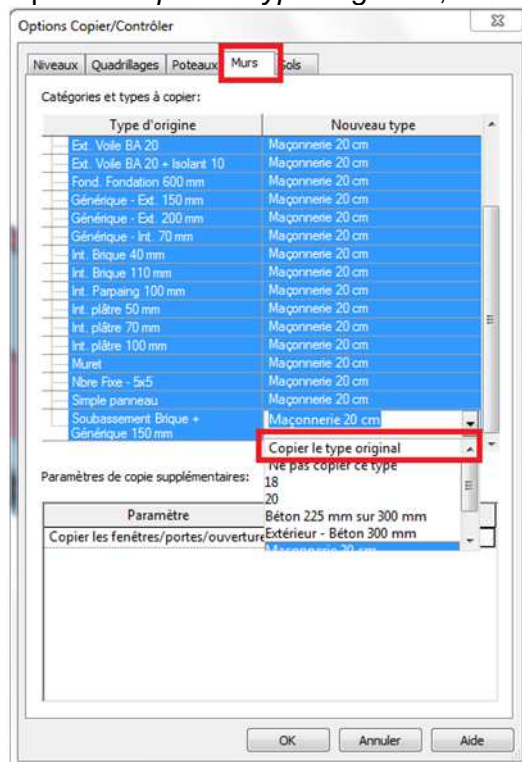 Options Copier/Contrôler
Niveaux Quadrillages Poteaux Murs Sols
Catégories et types à copier:
Type d'origine Nouveau type
Ext. Voile BA 20 Maçonnerie 20 cm
Ext. Voile BA 20 + Isolant 10 Maçonnerie 20 cm
Fond. Fondation 600 mm Maçonnerie 20 cm
Générique - Ext. 150 mm Maçonnerie 20 cm
Générique - Ext. 200 mm Maçonnerie 20 cm
Générique - Int. 70 mm Maçonnerie 20 cm
Int. Brique 40 mm Maçonnerie 20 cm
Int. Brique 110 mm Maçonnerie 20 cm
Int. Parpaing 100 mm Maçonnerie 20 cm
Int. plâtre 50 mm Maçonnerie 20 cm
Int. plâtre 70 mm Maçonnerie 20 cm
Int. plâtre 100 mm Maçonnerie 20 cm
Muret Maçonnerie 20 cm
Nbre Fixe - 5x5 Maçonnerie 20 cm
Simple panneau Maçonnerie 20 cm
Soubassement Brique + Maçonnerie 20 cm
Générique 150 mm
Copier le type original
Ne pas copier ce type
Paramètres de copie supplémentaires:
18
20
Paramètre
Béton 225 mm sur 300 mm
Copier les fenêtres/portes/ouverture
Extérieur - Béton 300 mm
Maçonnerie 20 cm
OK Annuler Aide